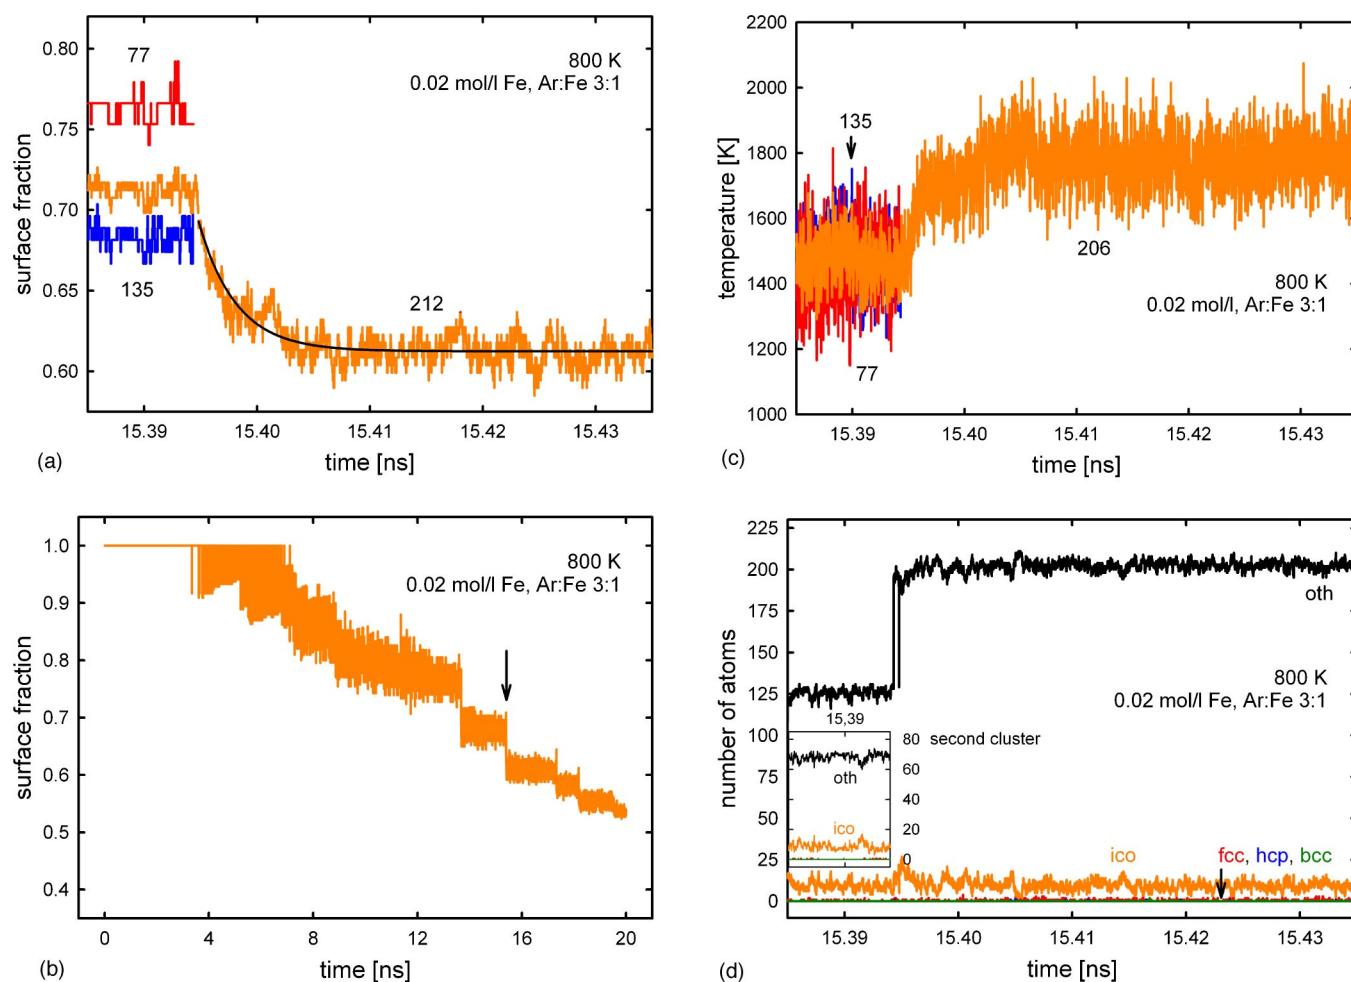 0.80
0.75
0.70
0.65
0.60
surface fraction
77
135
212
800 K
0.02 mol/l Fe, Ar:Fe 3:1
15.39 15.40 15.41 15.42 15.43
(a)
time [ns]
2200
2000
1800
1600
1400
1200
1000
temperature [K]
135
77
206
800 K
0.02 mol/l, Ar:Fe 3:1
15.39 15.40 15.41 15.42 15.43
(c)
time [ns]
1.0
0.9
0.8
0.7
0.6
0.5
0.4
surface fraction
800 K
0.02 mol/l Fe, Ar:Fe 3:1
0 4 8 12 16 20
(b)
time [ns]
225
200
175
150
125
100
75
50
25
0
number of atoms
oth
800 K
0.02 mol/l Fe, Ar:Fe 3:1
15,39
80
60
40
20
0
second cluster
oth
ico
ico
fcc, hcp, bcc
15.39 15.40 15.41 15.42 15.43
(d)
time [ns]